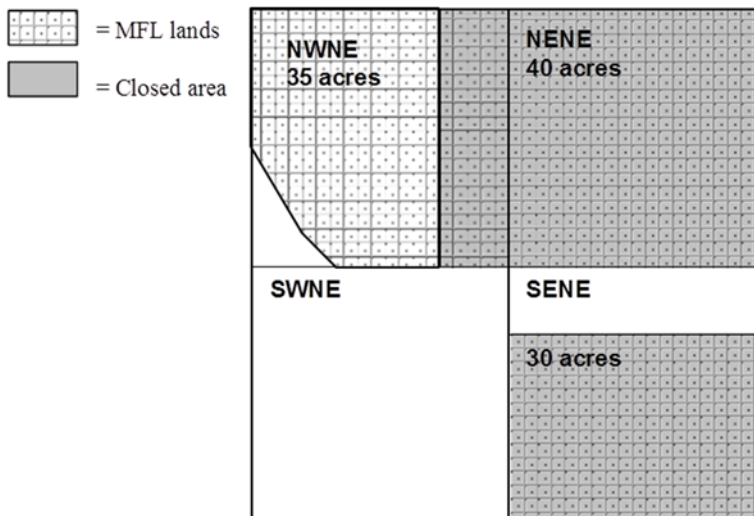 = MFL lands
= Closed area
NWNE
35 acres
NENE
40 acres
SWNE
SENE
30 acres